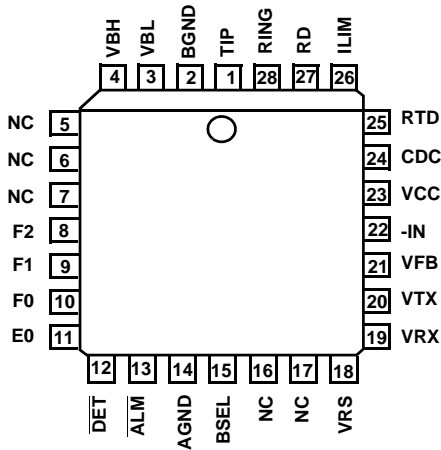 VBH VBL BGND TIP RING RD ILIM
4 3 2 1 28 27 26
NC 5
NC 6
NC 7
F2 8
F1 9
F0 10
E0 11
25 RTD
24 CDC
23 VCC
22 -IN
21 VFB
20 VTX
19 VRX
12 13 14 15 16 17 18
DET ALM AGND BSEL NC NC VRS